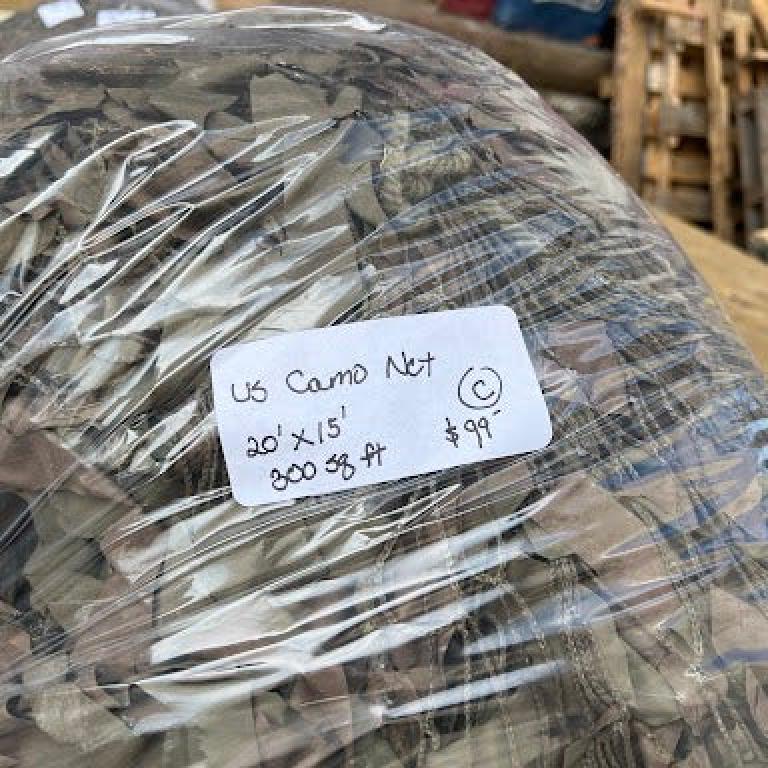 US Camo Net
C
20' X 15'
$99-
300 sq ft